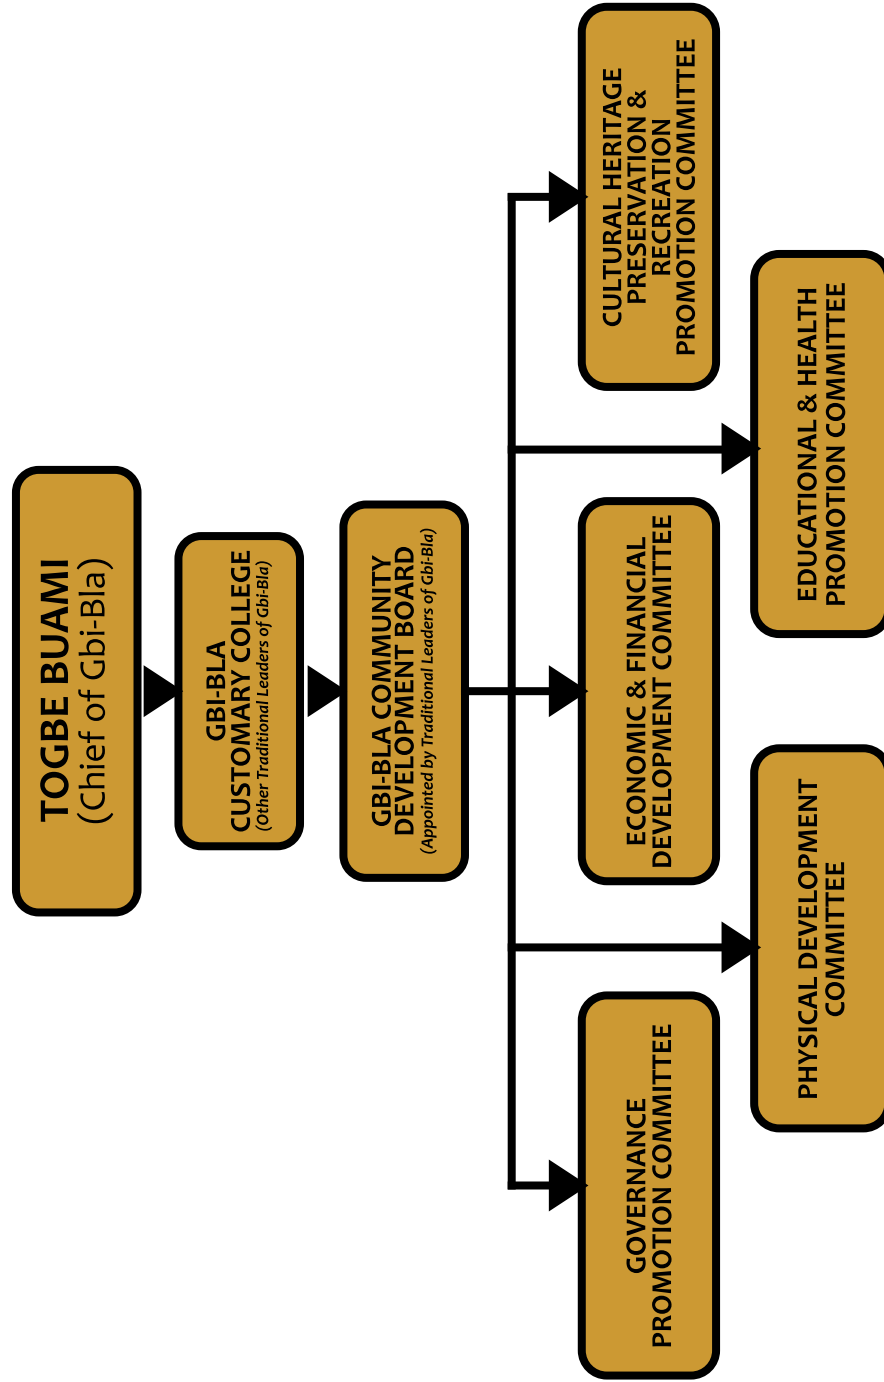 TOGBE BUAMI
(Chief of Gbi-Bla)
GBI-BLA
CUSTOMARY COLLEGE
(Other Traditional Leaders of Gbi-Bla)
GBI-BLA COMMUNITY
DEVELOPMENT BOARD
(Appointed by Traditional Leaders of Gbi-Bla)
GOVERNANCE
PROMOTION COMMITTEE
ECONOMIC & FINANCIAL
DEVELOPMENT COMMITTEE
CULTURAL HERITAGE
PRESERVATION &
RECREATION
PROMOTION COMMITTEE
PHYSICAL DEVELOPMENT
COMMITTEE
EDUCATIONAL & HEALTH
PROMOTION COMMITTEE